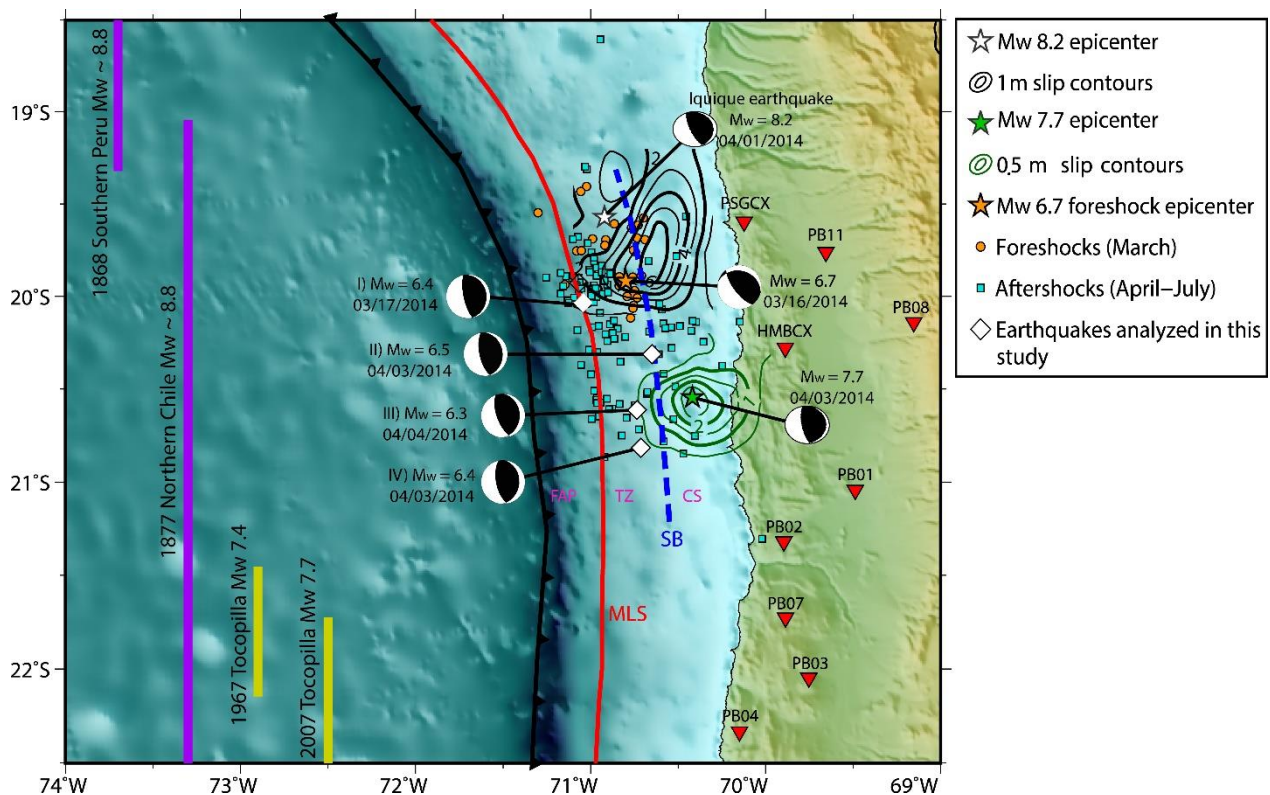 19°S
20°S
21°S
22°S
74°W
73°W
72°W
71°W
70°W
69°W
1868 Southern Peru Mw ~ 8.8
1877 Northern Chile Mw ~ 8.8
1967 Tocopilla Mw 7.4
2007 Tocopilla Mw 7.7
Iquique earthquake
Mw = 8.2
04/01/2014
2
4
PSGCX
PB11
I) Mw = 6.4
03/17/2014
Mw = 6.7
03/16/2014
PB08
HMBCX
II) Mw = 6.5
04/03/2014
Mw = 7.7
04/03/2014
1
2
III) Mw = 6.3
04/04/2014
IV) Mw = 6.4
04/03/2014
FAP
TZ
CS
SB
MLS
PB01
PB02
PB07
PB03
PB04
Mw 8.2 epicenter
1m slip contours
Mw 7.7 epicenter
0,5 m slip contours
Mw 6.7 foreshock epicenter
Foreshocks (March)
Aftershocks (April–July)
Earthquakes analyzed in this
study